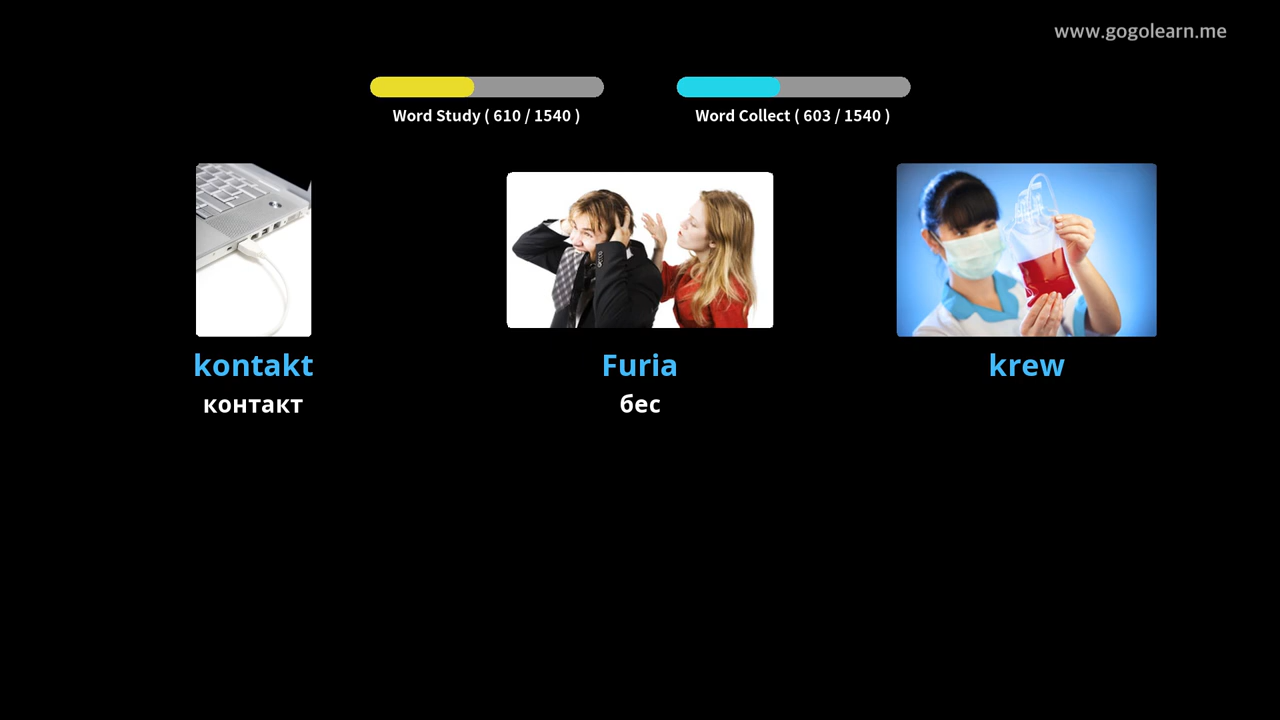 www.gogolearn.me
Word Study ( 610 / 1540 )
Word Collect ( 603 / 1540 )
kontakt
Furia
krew
контакт
бес